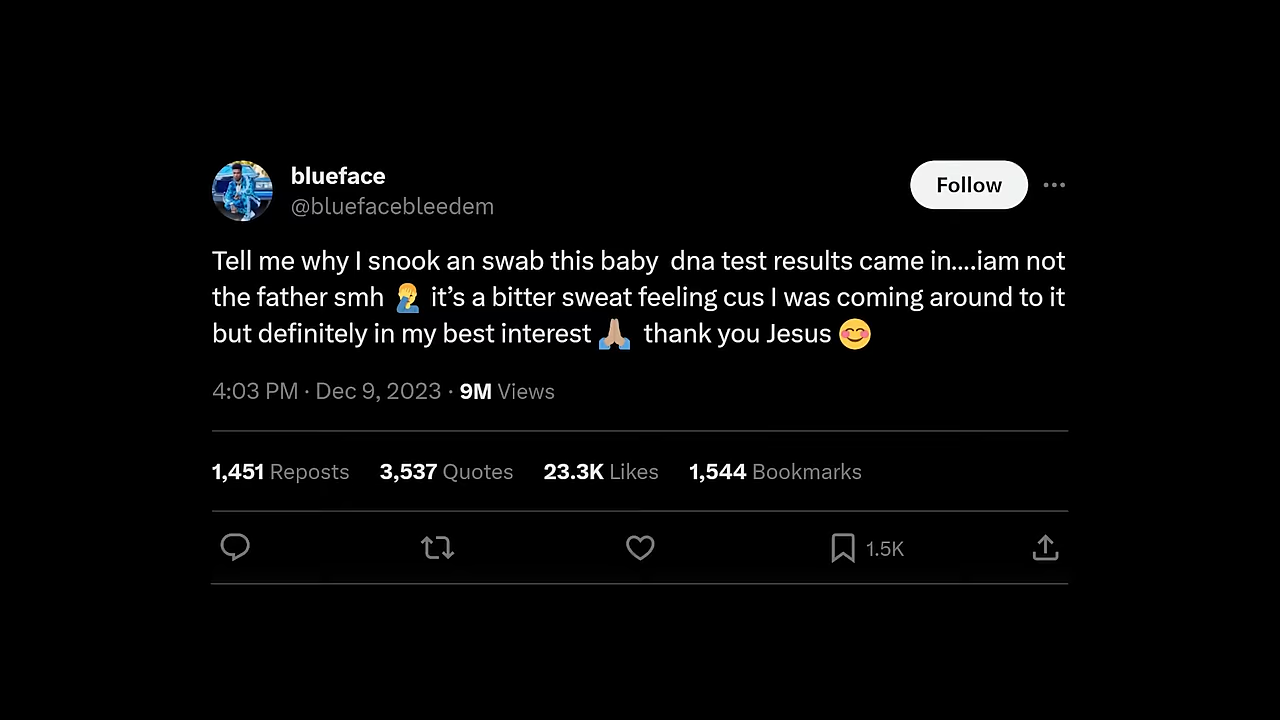 blueface
@bluefacebleedem
Follow
Tell me why I snook an swab this baby  dna test results came in....iam not
the father smh 🤦‍♂️ it’s a bitter sweat feeling cus I was coming around to it
but definitely in my best interest 🙏🏽  thank you Jesus 😊
4:03 PM · Dec 9, 2023 · 9M Views
1,451 Reposts 3,537 Quotes 23.3K Likes 1,544 Bookmarks
1.5K